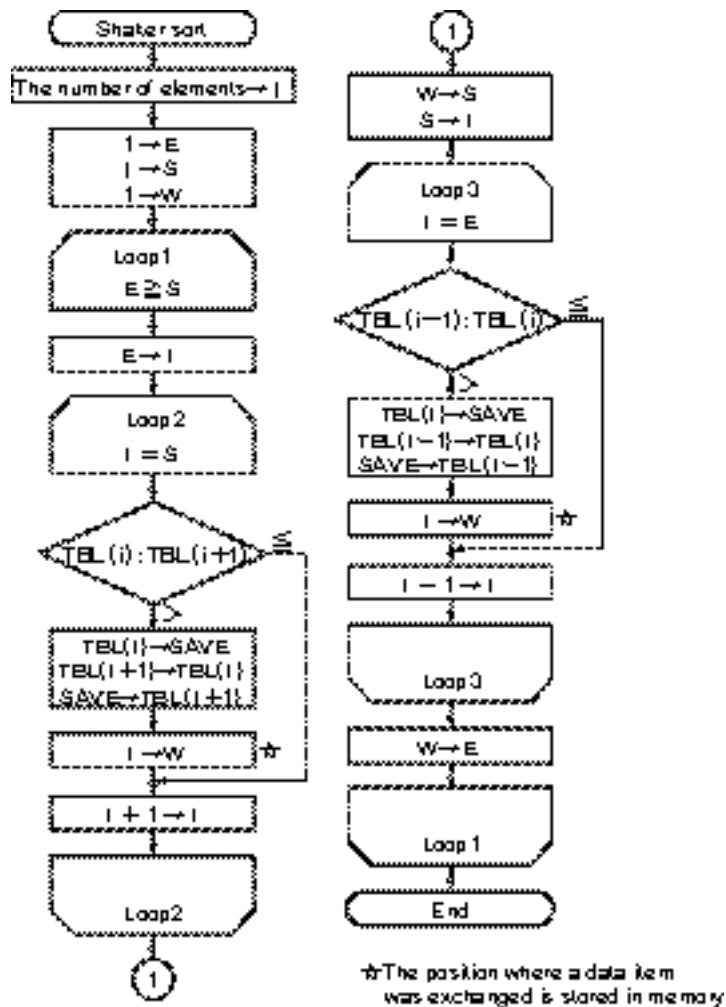 Shaker sort
The number of elements→I
1→E
I→S
1→W
Loop1
E≧S
E→I
Loop2
I=S
TBL(i):TBL(i+1)
≦
>
TBL(i)→SAVE
TBL(i+1)→TBL(i)
SAVE→TBL(i+1)
I→W
☆
I+1→I
Loop2
1
1
W→S
S→I
Loop3
I=E
TBL(i-1):TBL(i)
≦
>
TBL(i)→SAVE
TBL(i-1)→TBL(i)
SAVE→TBL(i-1)
I→W
☆
I-1→I
Loop3
W→E
Loop1
End
☆The position where a data item
was exchanged is stored in memory